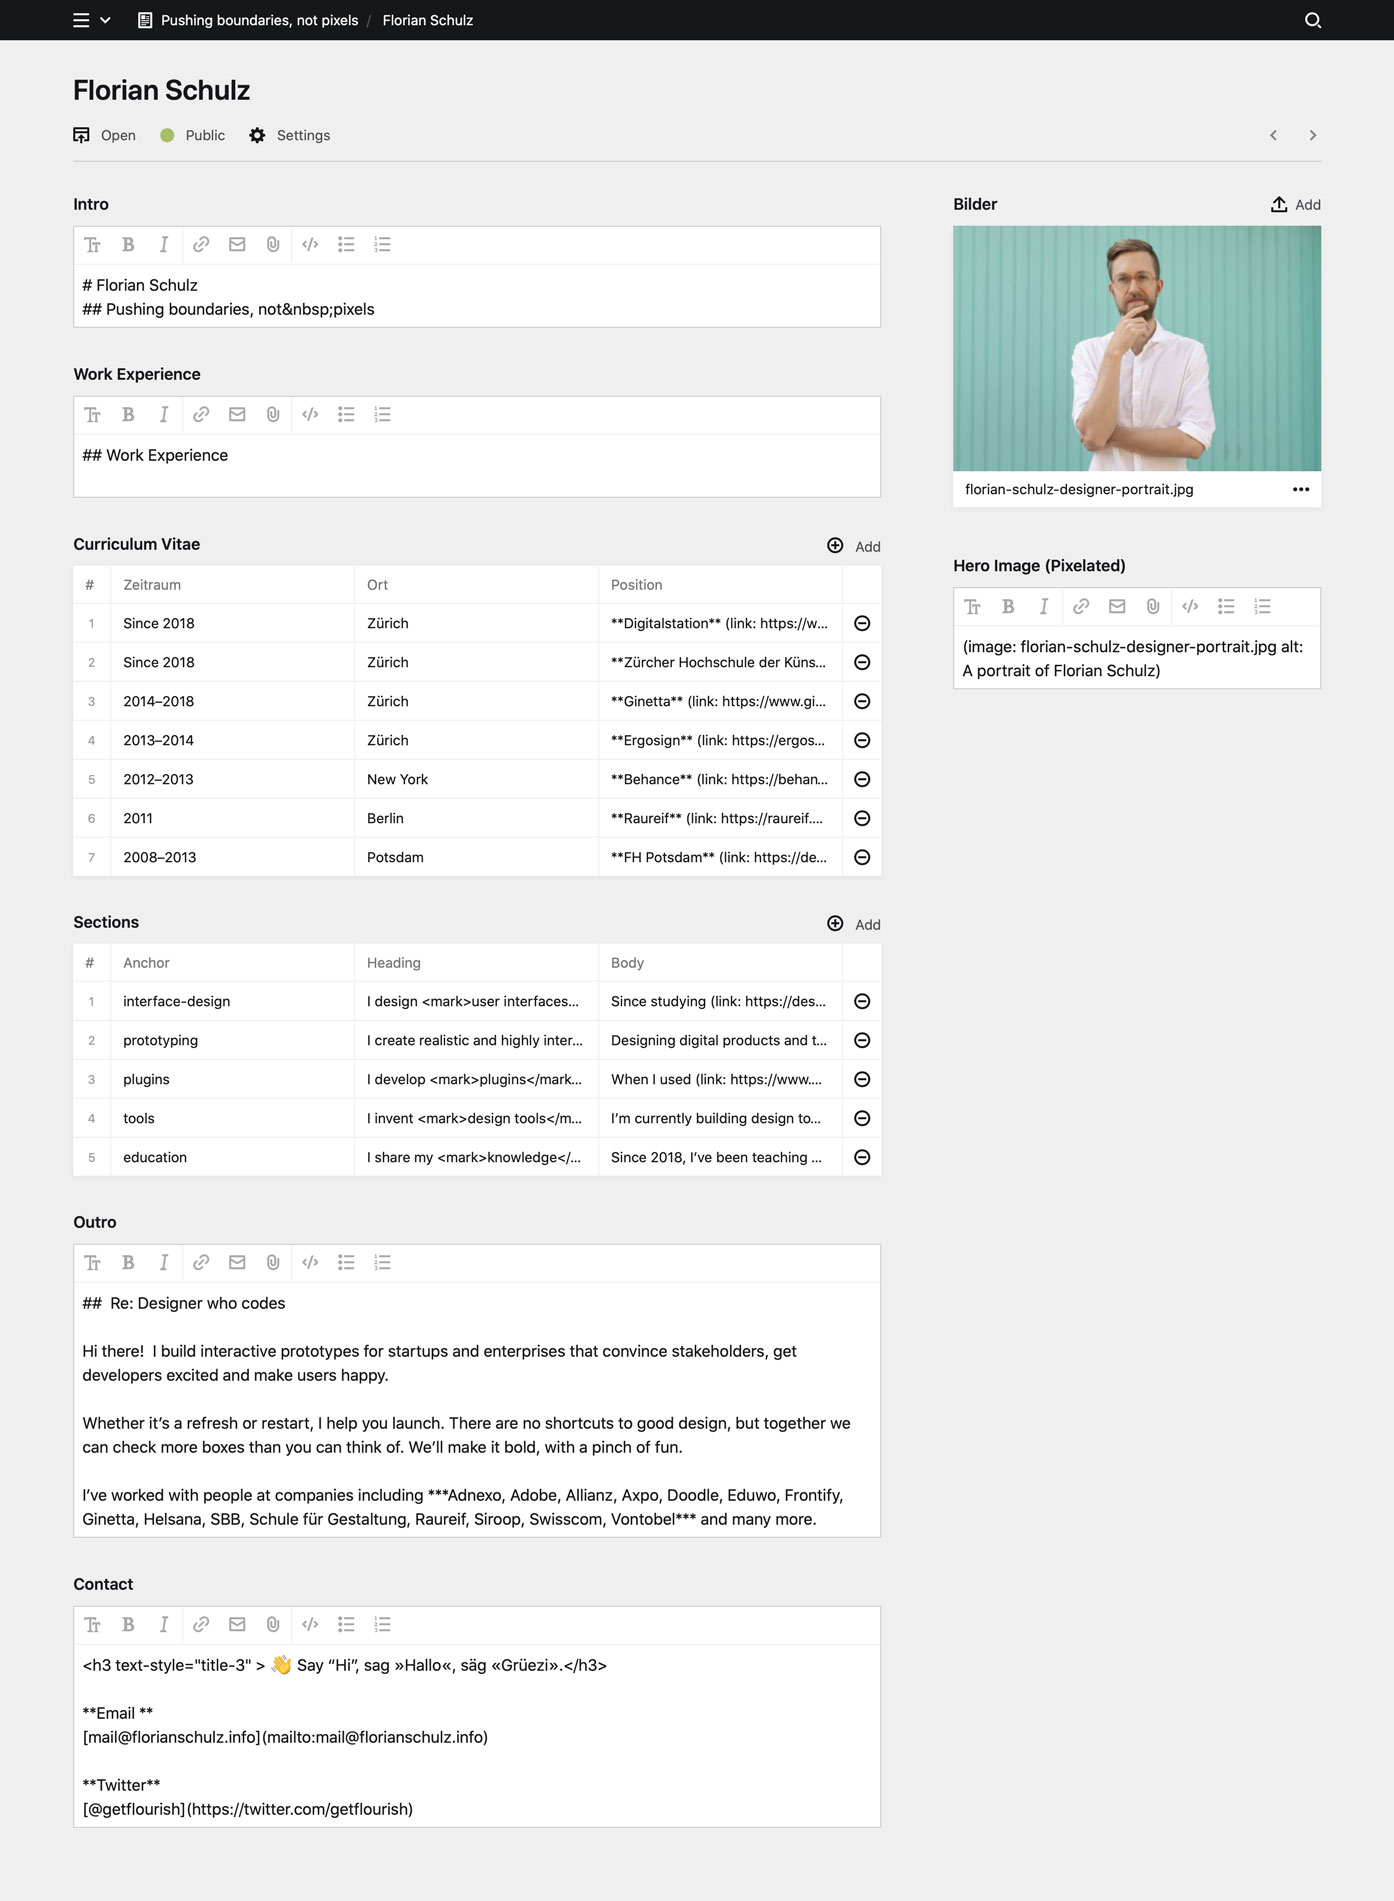 Pushing boundaries, not pixels / Florian Schulz
Florian Schulz
Open Public Settings
Intro
# Florian Schulz
## Pushing boundaries, not&nbsp;pixels
Work Experience
## Work Experience
Curriculum Vitae Add
# Zeitraum Ort Position
1 Since 2018 Zürich **Digitalstation** (link: https://w...
2 Since 2018 Zürich **Zürcher Hochschule der Küns...
3 2014–2018 Zürich **Ginetta** (link: https://www.gi...
4 2013–2014 Zürich **Ergosign** (link: https://ergos...
5 2012–2013 New York **Behance** (link: https://behan...
6 2011 Berlin **Raureif** (link: https://raureif....
7 2008–2013 Potsdam **FH Potsdam** (link: https://de...
Sections Add
# Anchor Heading Body
1 interface-design I design <mark>user interfaces... Since studying (link: https://des...
2 prototyping I create realistic and highly inter... Designing digital products and t...
3 plugins I develop <mark>plugins</mark... When I used (link: https://www....
4 tools I invent <mark>design tools</m... I’m currently building design to...
5 education I share my <mark>knowledge</... Since 2018, I’ve been teaching ...
Outro
##  Re: Designer who codes
Hi there!  I build interactive prototypes for startups and enterprises that convince stakeholders, get
developers excited and make users happy.
Whether it’s a refresh or restart, I help you launch. There are no shortcuts to good design, but together we
can check more boxes than you can think of. We’ll make it bold, with a pinch of fun.
I’ve worked with people at companies including ***Adnexo, Adobe, Allianz, Axpo, Doodle, Eduwo, Frontify,
Ginetta, Helsana, SBB, Schule für Gestaltung, Raureif, Siroop, Swisscom, Vontobel*** and many more.
Contact
<h3 text-style="title-3" > 👋 Say “Hi”, sag »Hallo«, säg «Grüezi».</h3>
**Email **
[mail@florianschulz.info](mailto:mail@florianschulz.info)
**Twitter**
[@getflourish](https://twitter.com/getflourish)
Bilder Add
florian-schulz-designer-portrait.jpg
Hero Image (Pixelated)
(image: florian-schulz-designer-portrait.jpg alt:
A portrait of Florian Schulz)